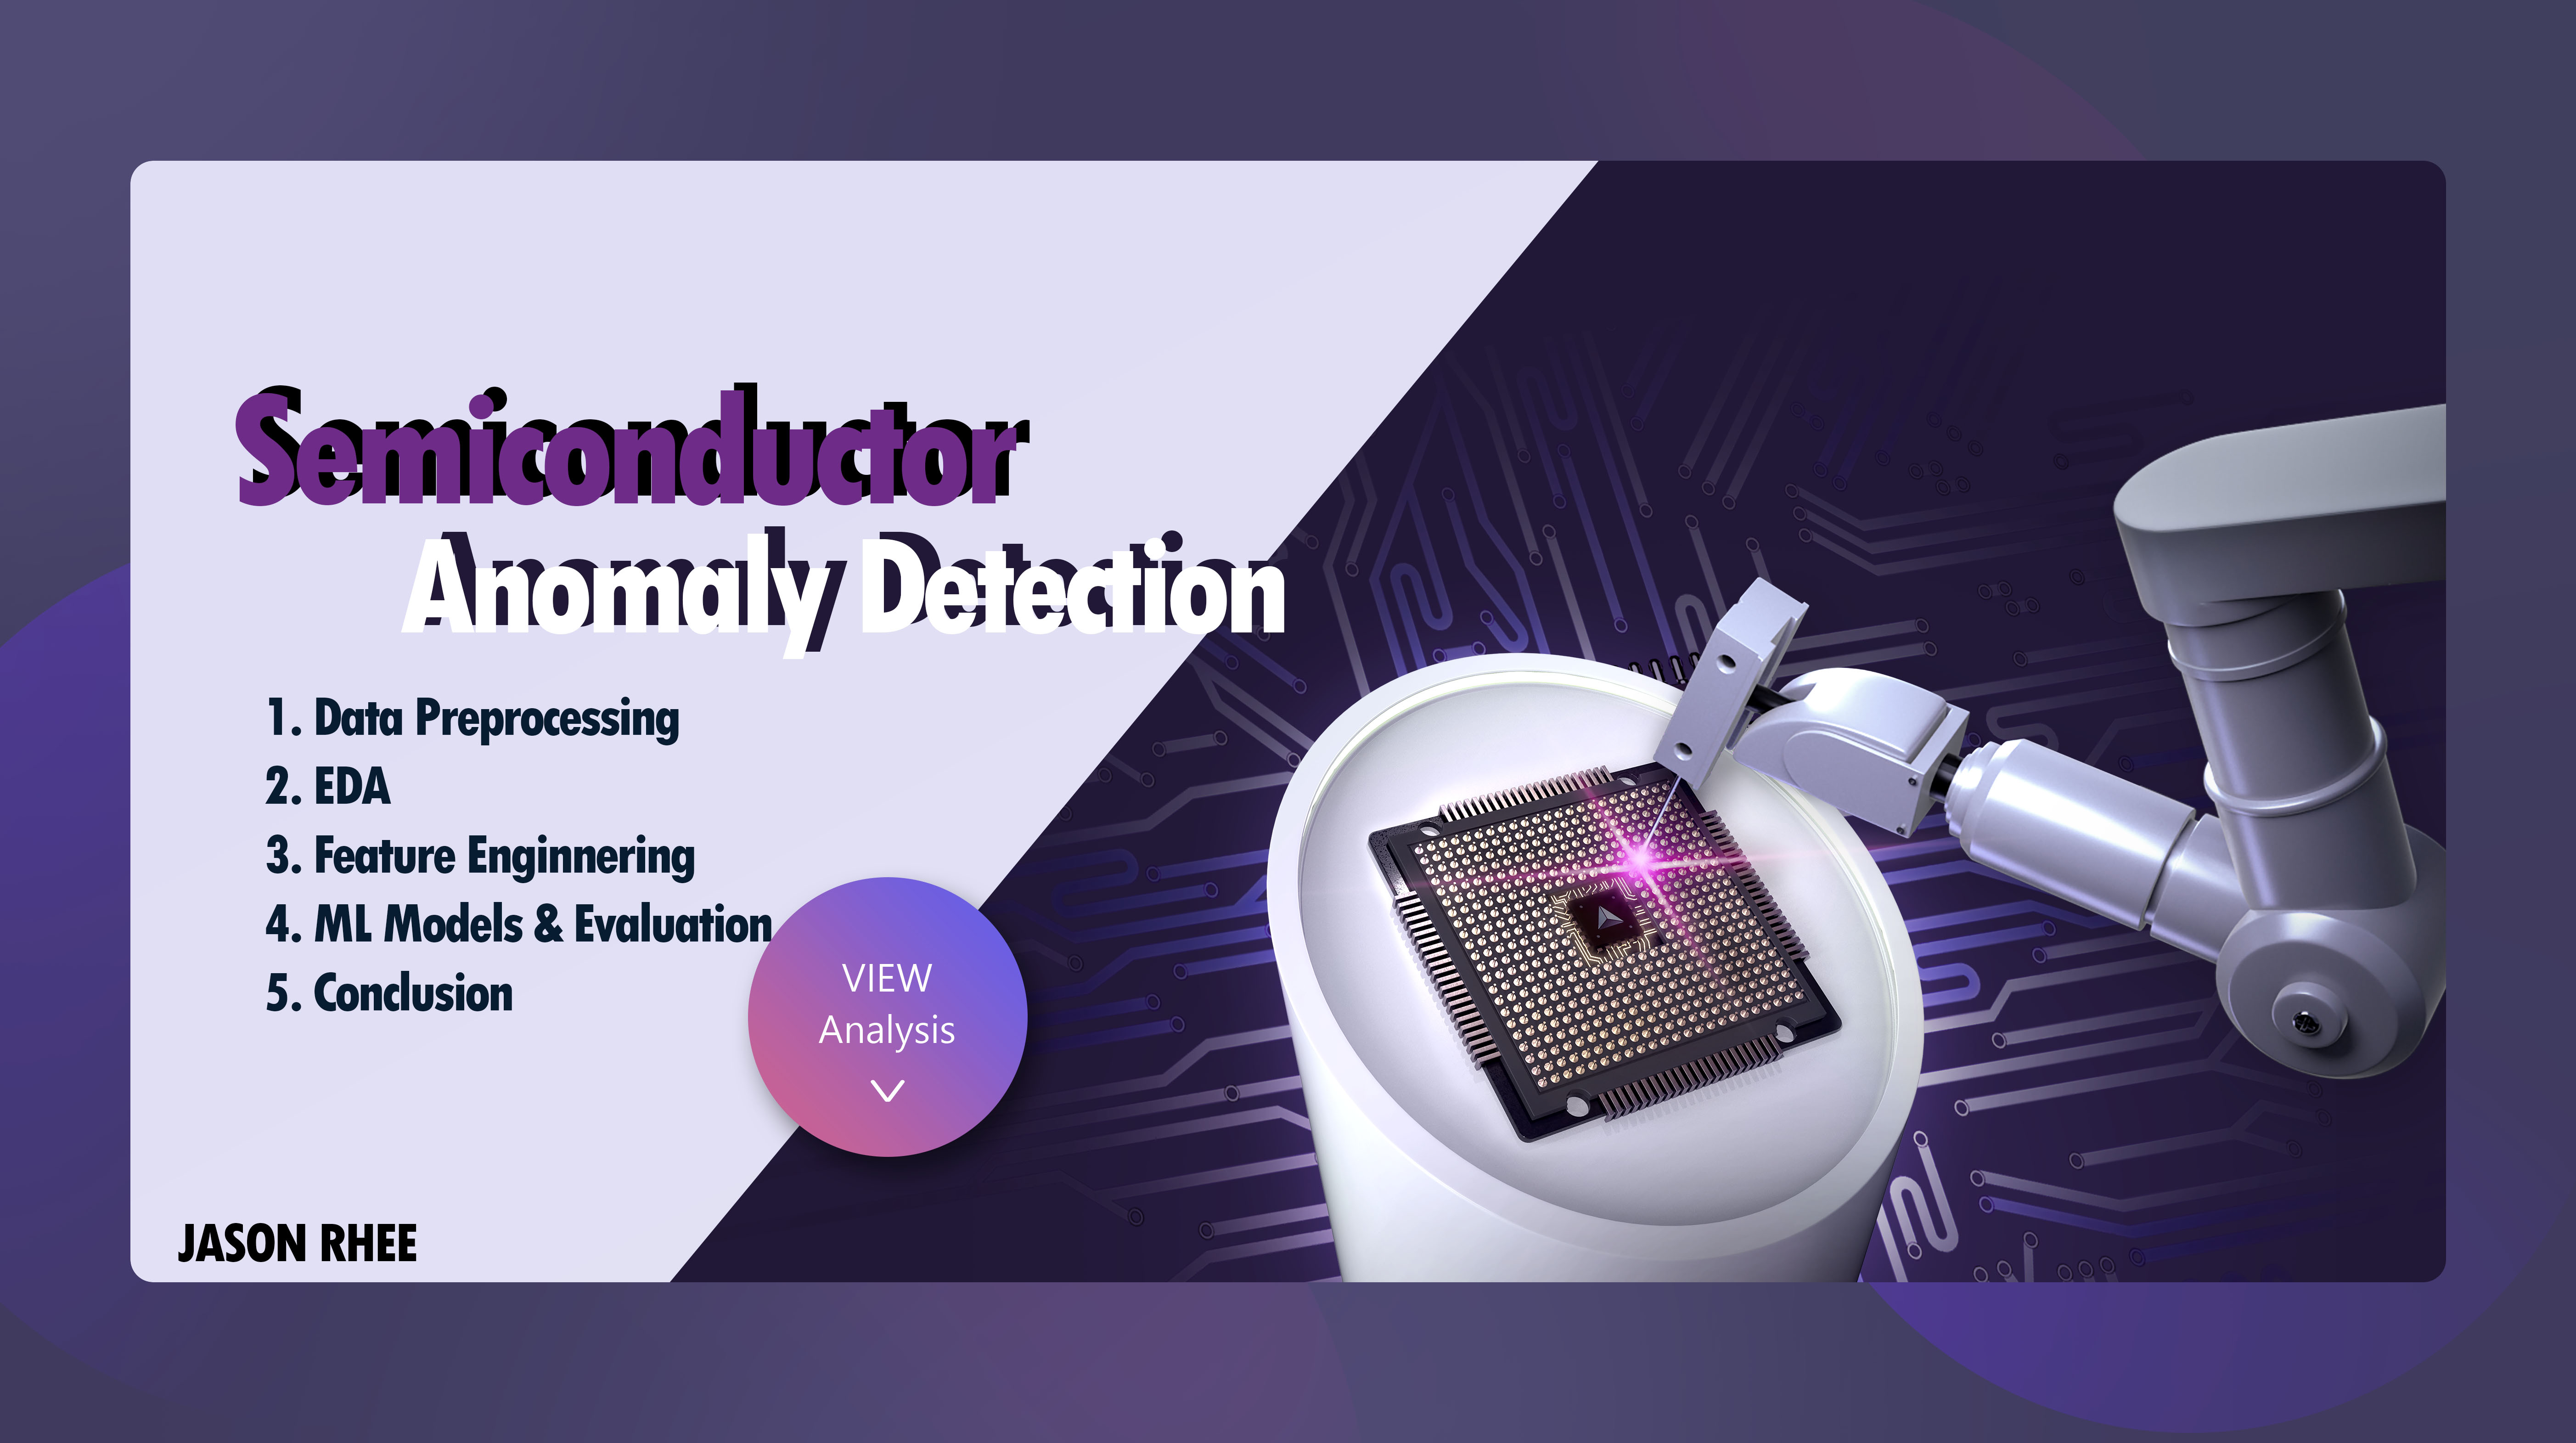 Semiconductor
Anomaly Detection
1. Data Preprocessing
2. EDA
3. Feature Enginnering
4. ML Models & Evaluation
5. Conclusion
VIEW
Analysis
JASON RHEE